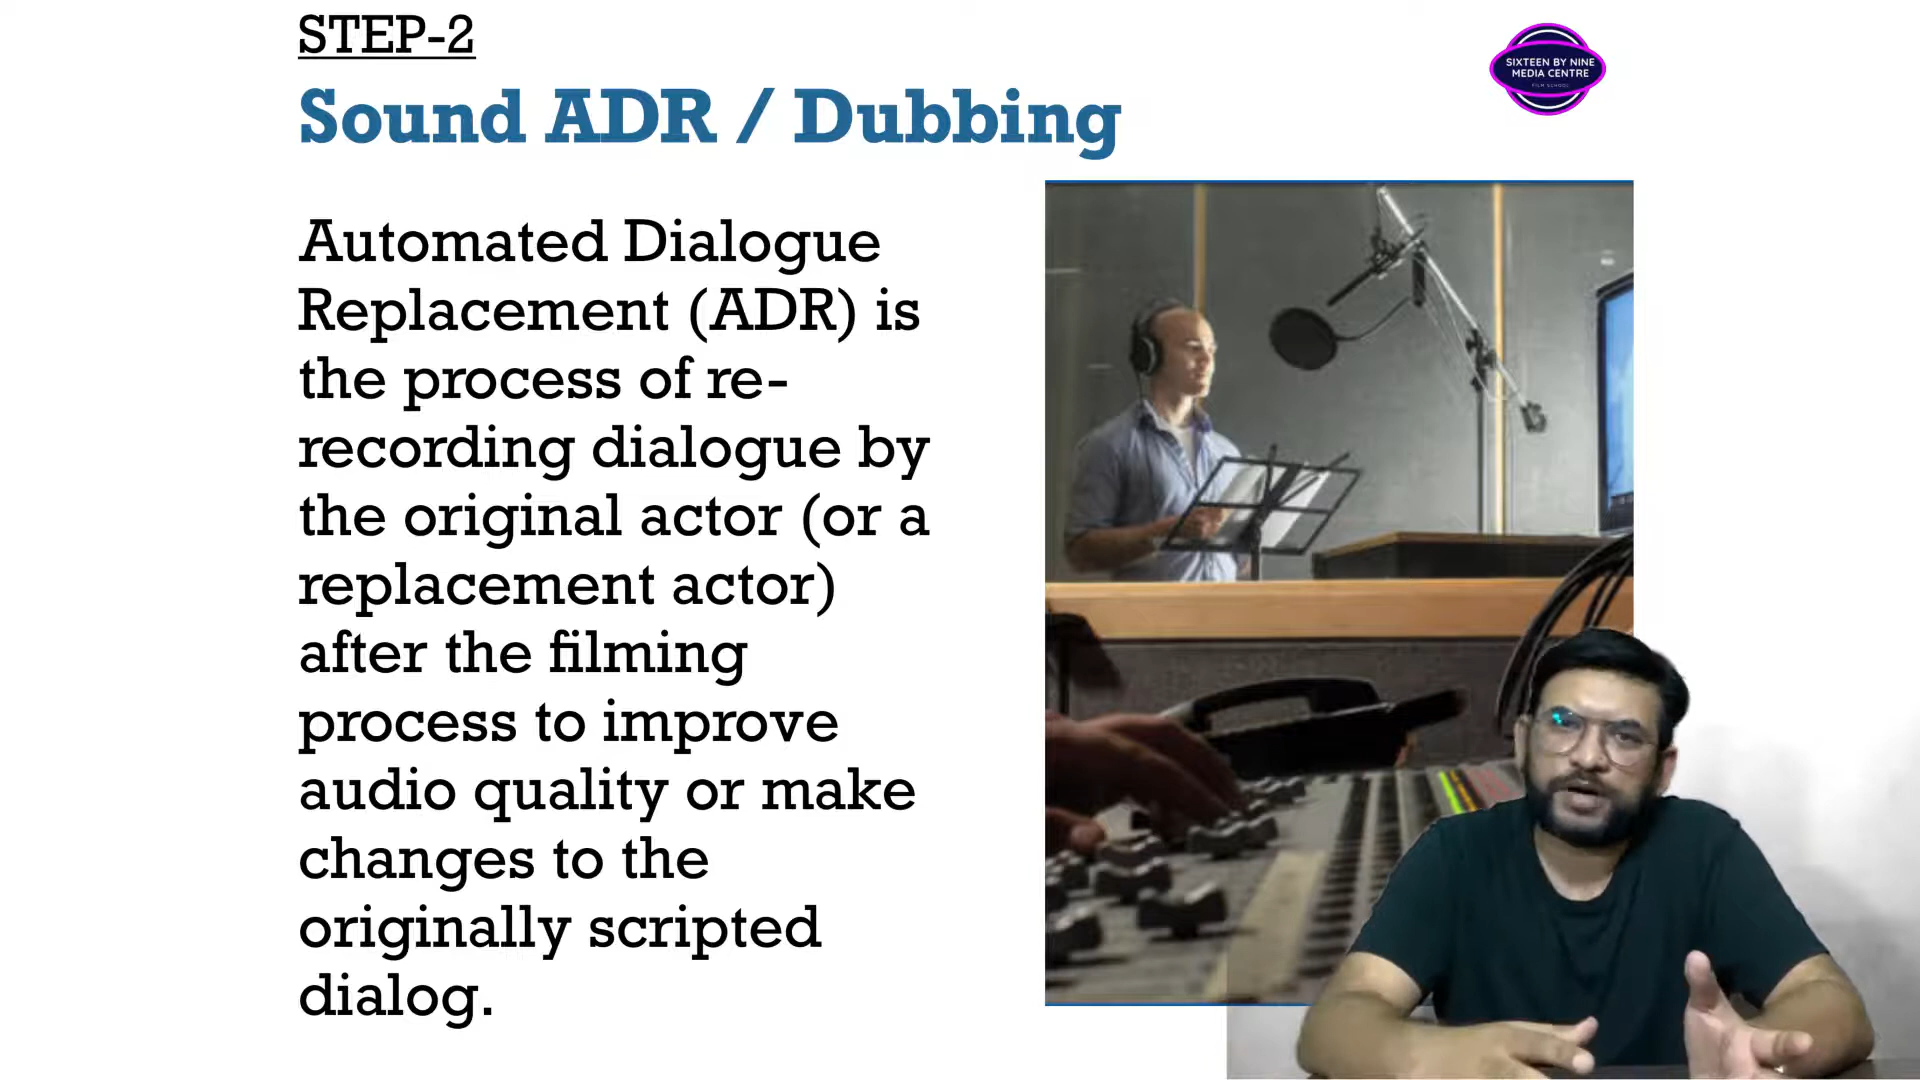 STEP-2
Sound ADR / Dubbing
SIXTEEN BY NINE
MEDIA CENTRE
FILM SCHOOL
Automated Dialogue
Replacement (ADR) is
the process of re-
recording dialogue by
the original actor (or a
replacement actor)
after the filming
process to improve
audio quality or make
changes to the
originally scripted
dialog.